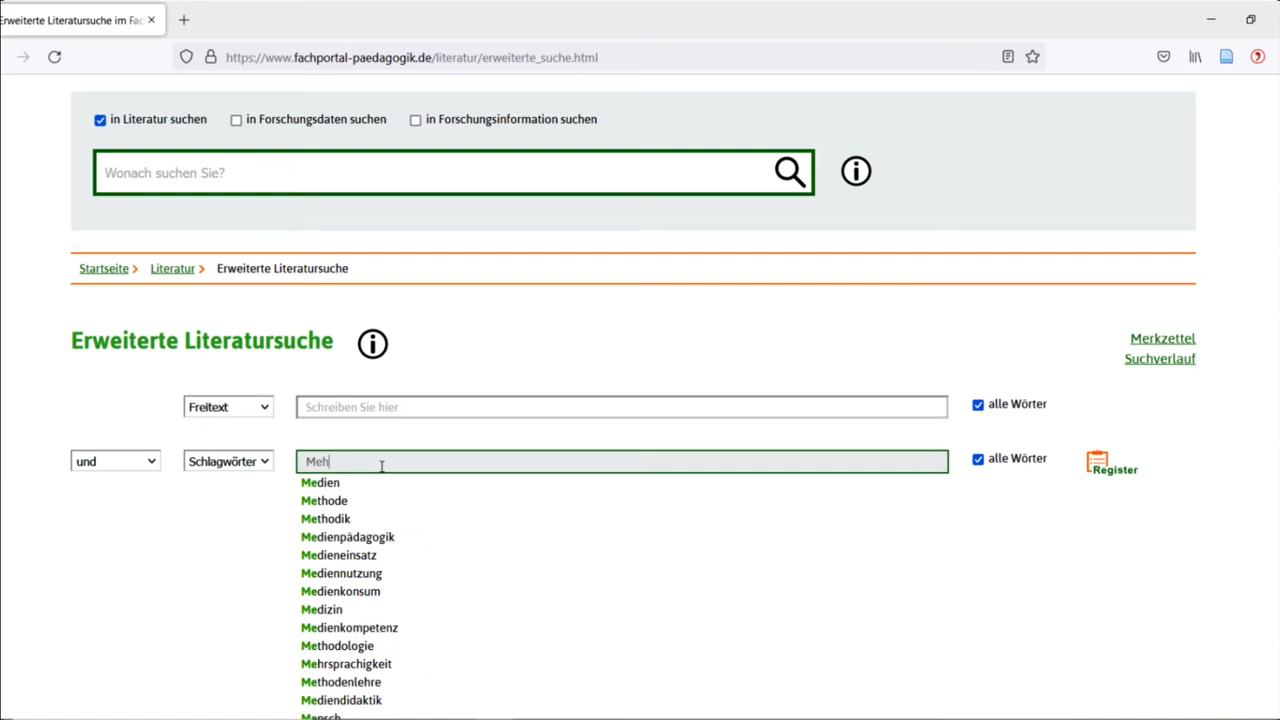 Erweiterte Literatursuche im Fac
https://www.fachportal-paedagogik.de/literatur/erweiterte_suche.html
in Literatur suchen in Forschungsdaten suchen in Forschungsinformation suchen
Wonach suchen Sie?
Startseite Literatur Erweiterte Literatursuche
Erweiterte Literatursuche
Merkzettel
Suchverlauf
Freitext Schreiben Sie hier alle Wörter
und Schlagwörter Meh alle Wörter Register
Medien
Methode
Methodik
Medienpädagogik
Medieneinsatz
Mediennutzung
Medienkonsum
Medizin
Medienkompetenz
Methodologie
Mehrsprachigkeit
Methodenlehre
Mediendidaktik
Mensch